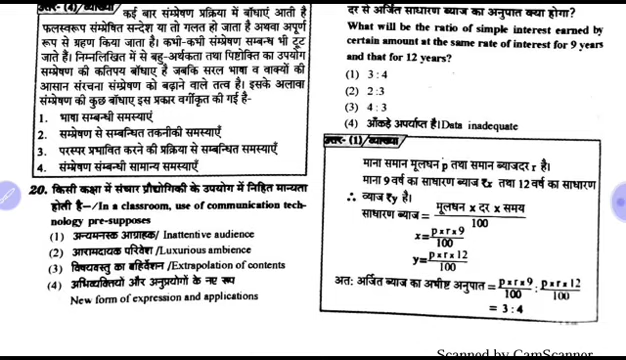 उत्तर- (4)/व्याख्या
कई बार संम्प्रेषण प्रक्रिया में बाँधाएं आती है
फलस्वरूप संम्प्रेषित सन्देश या तो गलत हो जाता है अथवा अपूर्ण
रूप से ग्रहण किया जाता है। कभी-कभी संम्प्रेषण सम्बन्ध भी टूट
जाते हैं। निम्नलिखित में से बहु-अर्थकता तथा पिष्टोक्ति का उपयोग
सम्प्रेषण की कतिपय बाँधाए है जबकि सरल भाषा व वाक्यों की
आसान संरचना संम्प्रेषण को बढ़ाने वाले तत्व है। इसके अलावा
संम्प्रेषण की कुछ बाँधाए इस प्रकार वर्गीकृत की गई है-
1. भाषा सम्बन्धी समस्याएँ
2. सम्प्रेषण से सम्बन्धित तकनीकी समस्याएँ
3. परस्पर प्रभावित करने की प्रक्रिया से सम्बन्धित समस्याएँ
4. संम्प्रेषण संम्बन्धी सामान्य समस्याएँ
20. किसी कक्षा में संचार प्रौद्योगिकी के उपयोग में निहित मान्यता
होती है–/In a classroom, use of communication tech-
nology pre-supposes
(1) अन्यमनस्क आग्राहक/ Inattentive audience
(2) आरामदायक परिवेश /Luxurious ambience
(3) विषयवस्तु का बहिर्वेशन /Extrapolation of contents
(4) अभिव्यक्तियो और अनुप्रयोगों के नए रूप
New form of expression and applications
दर से अर्जित साधारण ब्याज का अनुपात क्या होगा?
What will be the ratio of simple interest earned by
certain amount at the same rate of interest for 9 years
and that for 12 years?
(1) 3 : 4
(2) 2 : 3
(3) 4 : 3
(4) आँकड़े अपर्याप्त है।Data inadequate
उत्तर- (1)/व्याख्या
माना समान मूलधन p तथा समान ब्याजदर r है।
माना 9 वर्ष का साधारण ब्याज ₹x तथा 12 वर्ष का साधारण
∴ ब्याज ₹y है।
साधारण ब्याज = मूलधन x दर x समय / 100
x = p x r x 9 / 100
y = p x r x 12 / 100
अत: अर्जित ब्याज का अभीष्ट अनुपात = p x r x 9 / 100 : p x r x 12 / 100
= 3 : 4
Scanned by CamScanner